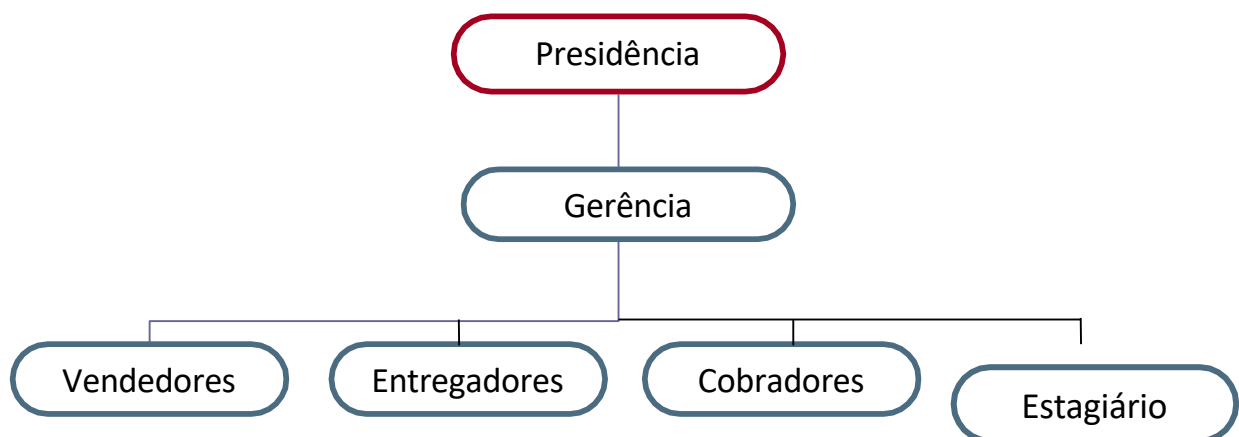 Presidência
Gerência
Vendedores
Entregadores
Cobradores
Estagiário